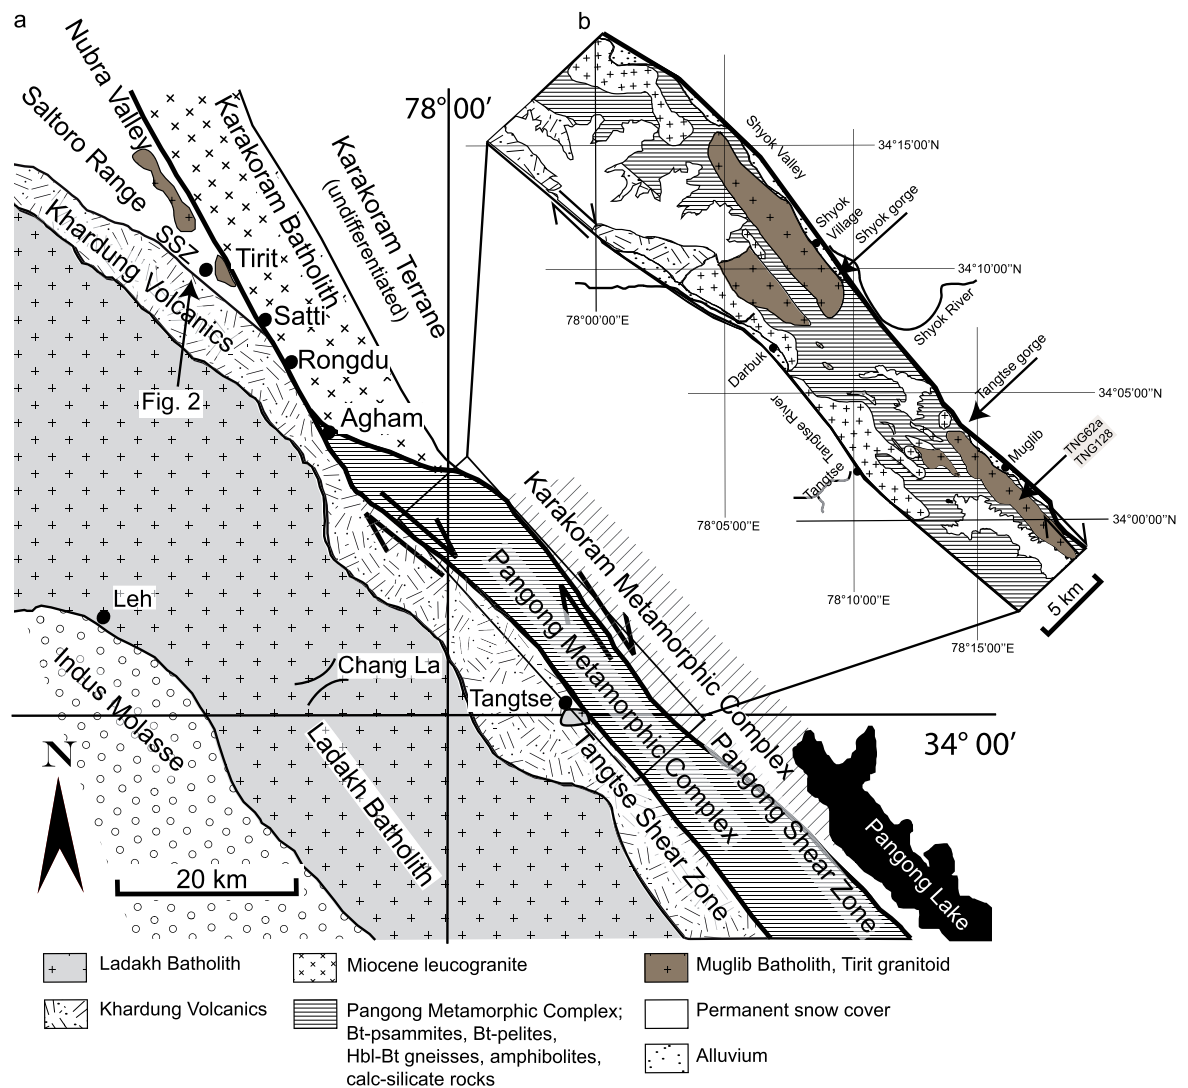 a
b
Nubra Valley
Saltoro Range
SSZ
Khardung Volcanics
Karakoram Batholith
Karakoram Terrane
(undifferentiated)
78° 00’
Tirit
Satti
Rongdu
Agham
Fig. 2
Leh
Chang La
Indus Molasse
Ladakh Batholith
Tangtse
Tangtse Shear Zone
Pangong Metamorphic Complex
Karakoram Metamorphic Complex
Pangong Shear Zone
Pangong Lake
34° 00’
N
20 km
Shyok Valley
34°15'00"N
Shyok
Village
Shyok gorge
34°10'00"N
Shyok River
78°00'00"E
Darbuk
Tangtse River
Tangtse
Tangtse gorge
34°05'00"N
Muglib
TNG62a
TNG128
34°00'00"N
78°05'00"E
78°10'00"E
78°15'00"E
5 km
Ladakh Batholith
Khardung Volcanics
Miocene leucogranite
Pangong Metamorphic Complex;
Bt-psammites, Bt-pelites,
Hbl-Bt gneisses, amphibolites,
calc-silicate rocks
Muglib Batholith, Tirit granitoid
Permanent snow cover
Alluvium